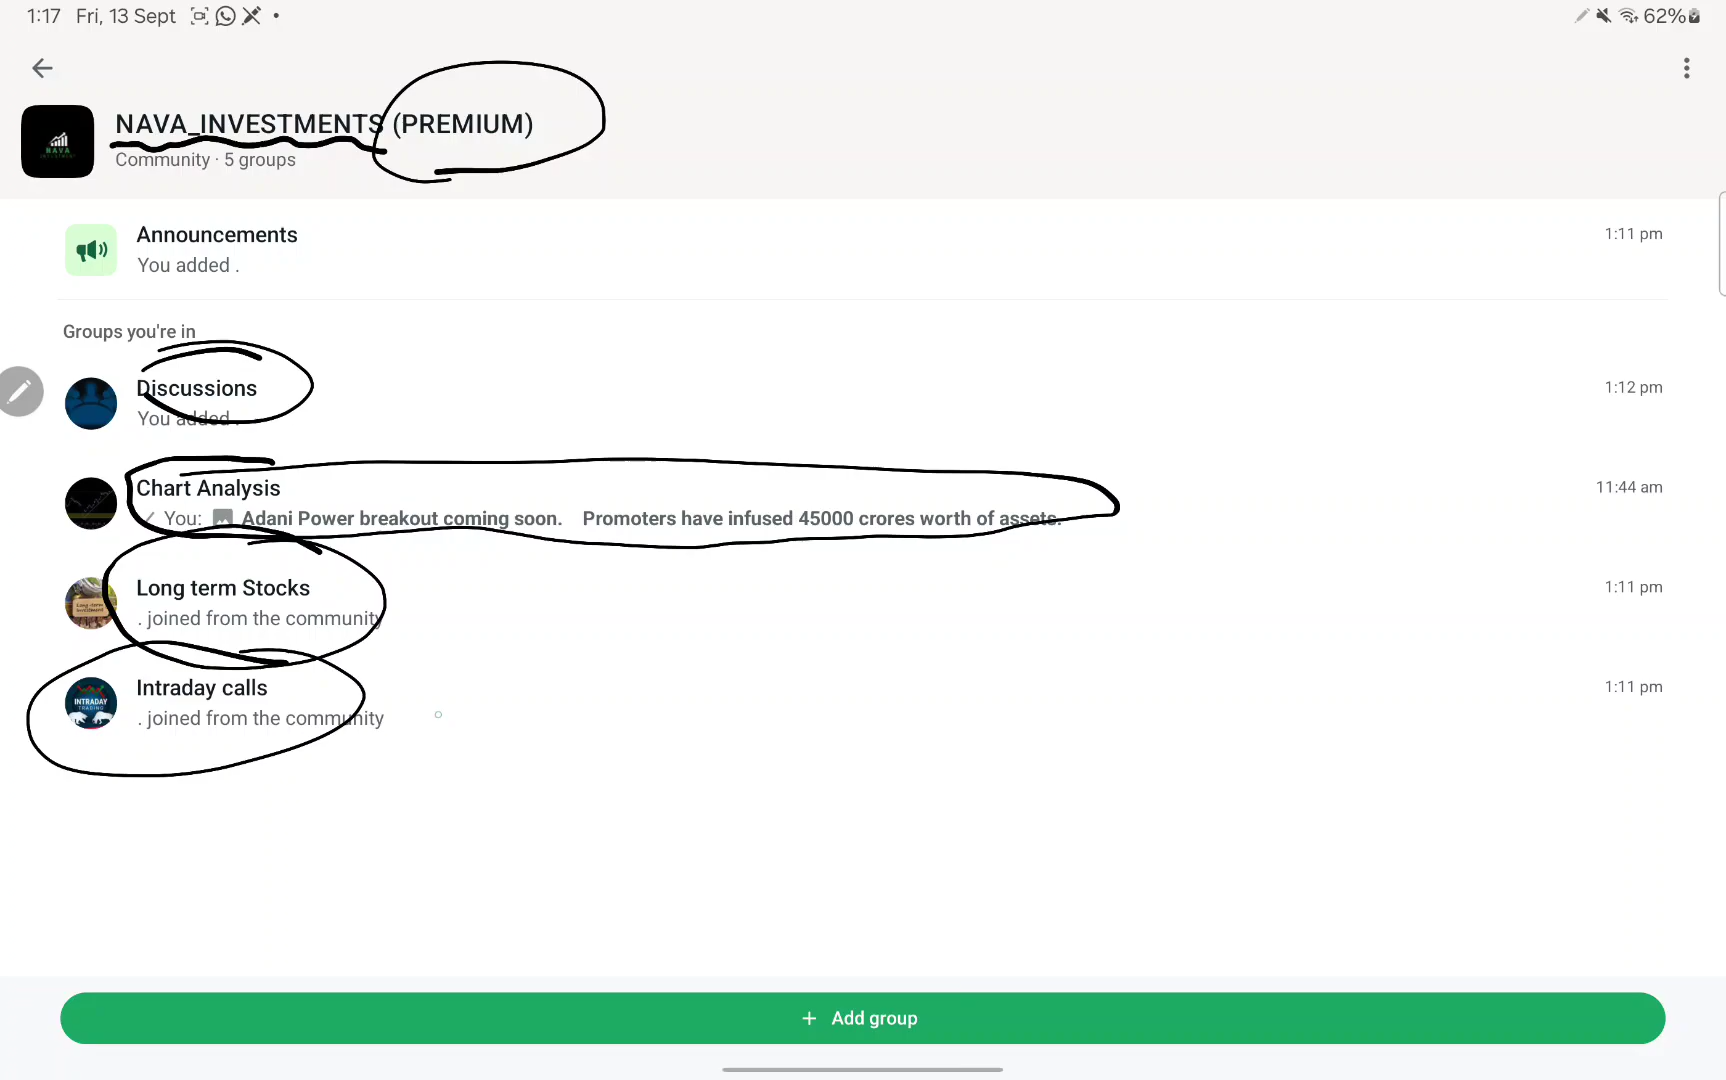 1:17 Fri, 13 Sept
62%
NAVA_INVESTMENTS (PREMIUM)
NAVA
Community · 5 groups
Announcements
1:11 pm
You added .
Groups you're in
Discussions
1:12 pm
You added .
Chart Analysis
11:44 am
You: Adani Power breakout coming soon. Promoters have infused 45000 crores worth of assets.
Long term Stocks
1:11 pm
. joined from the community
Intraday calls
1:11 pm
INTRADAY
TRADING
. joined from the community
+ Add group